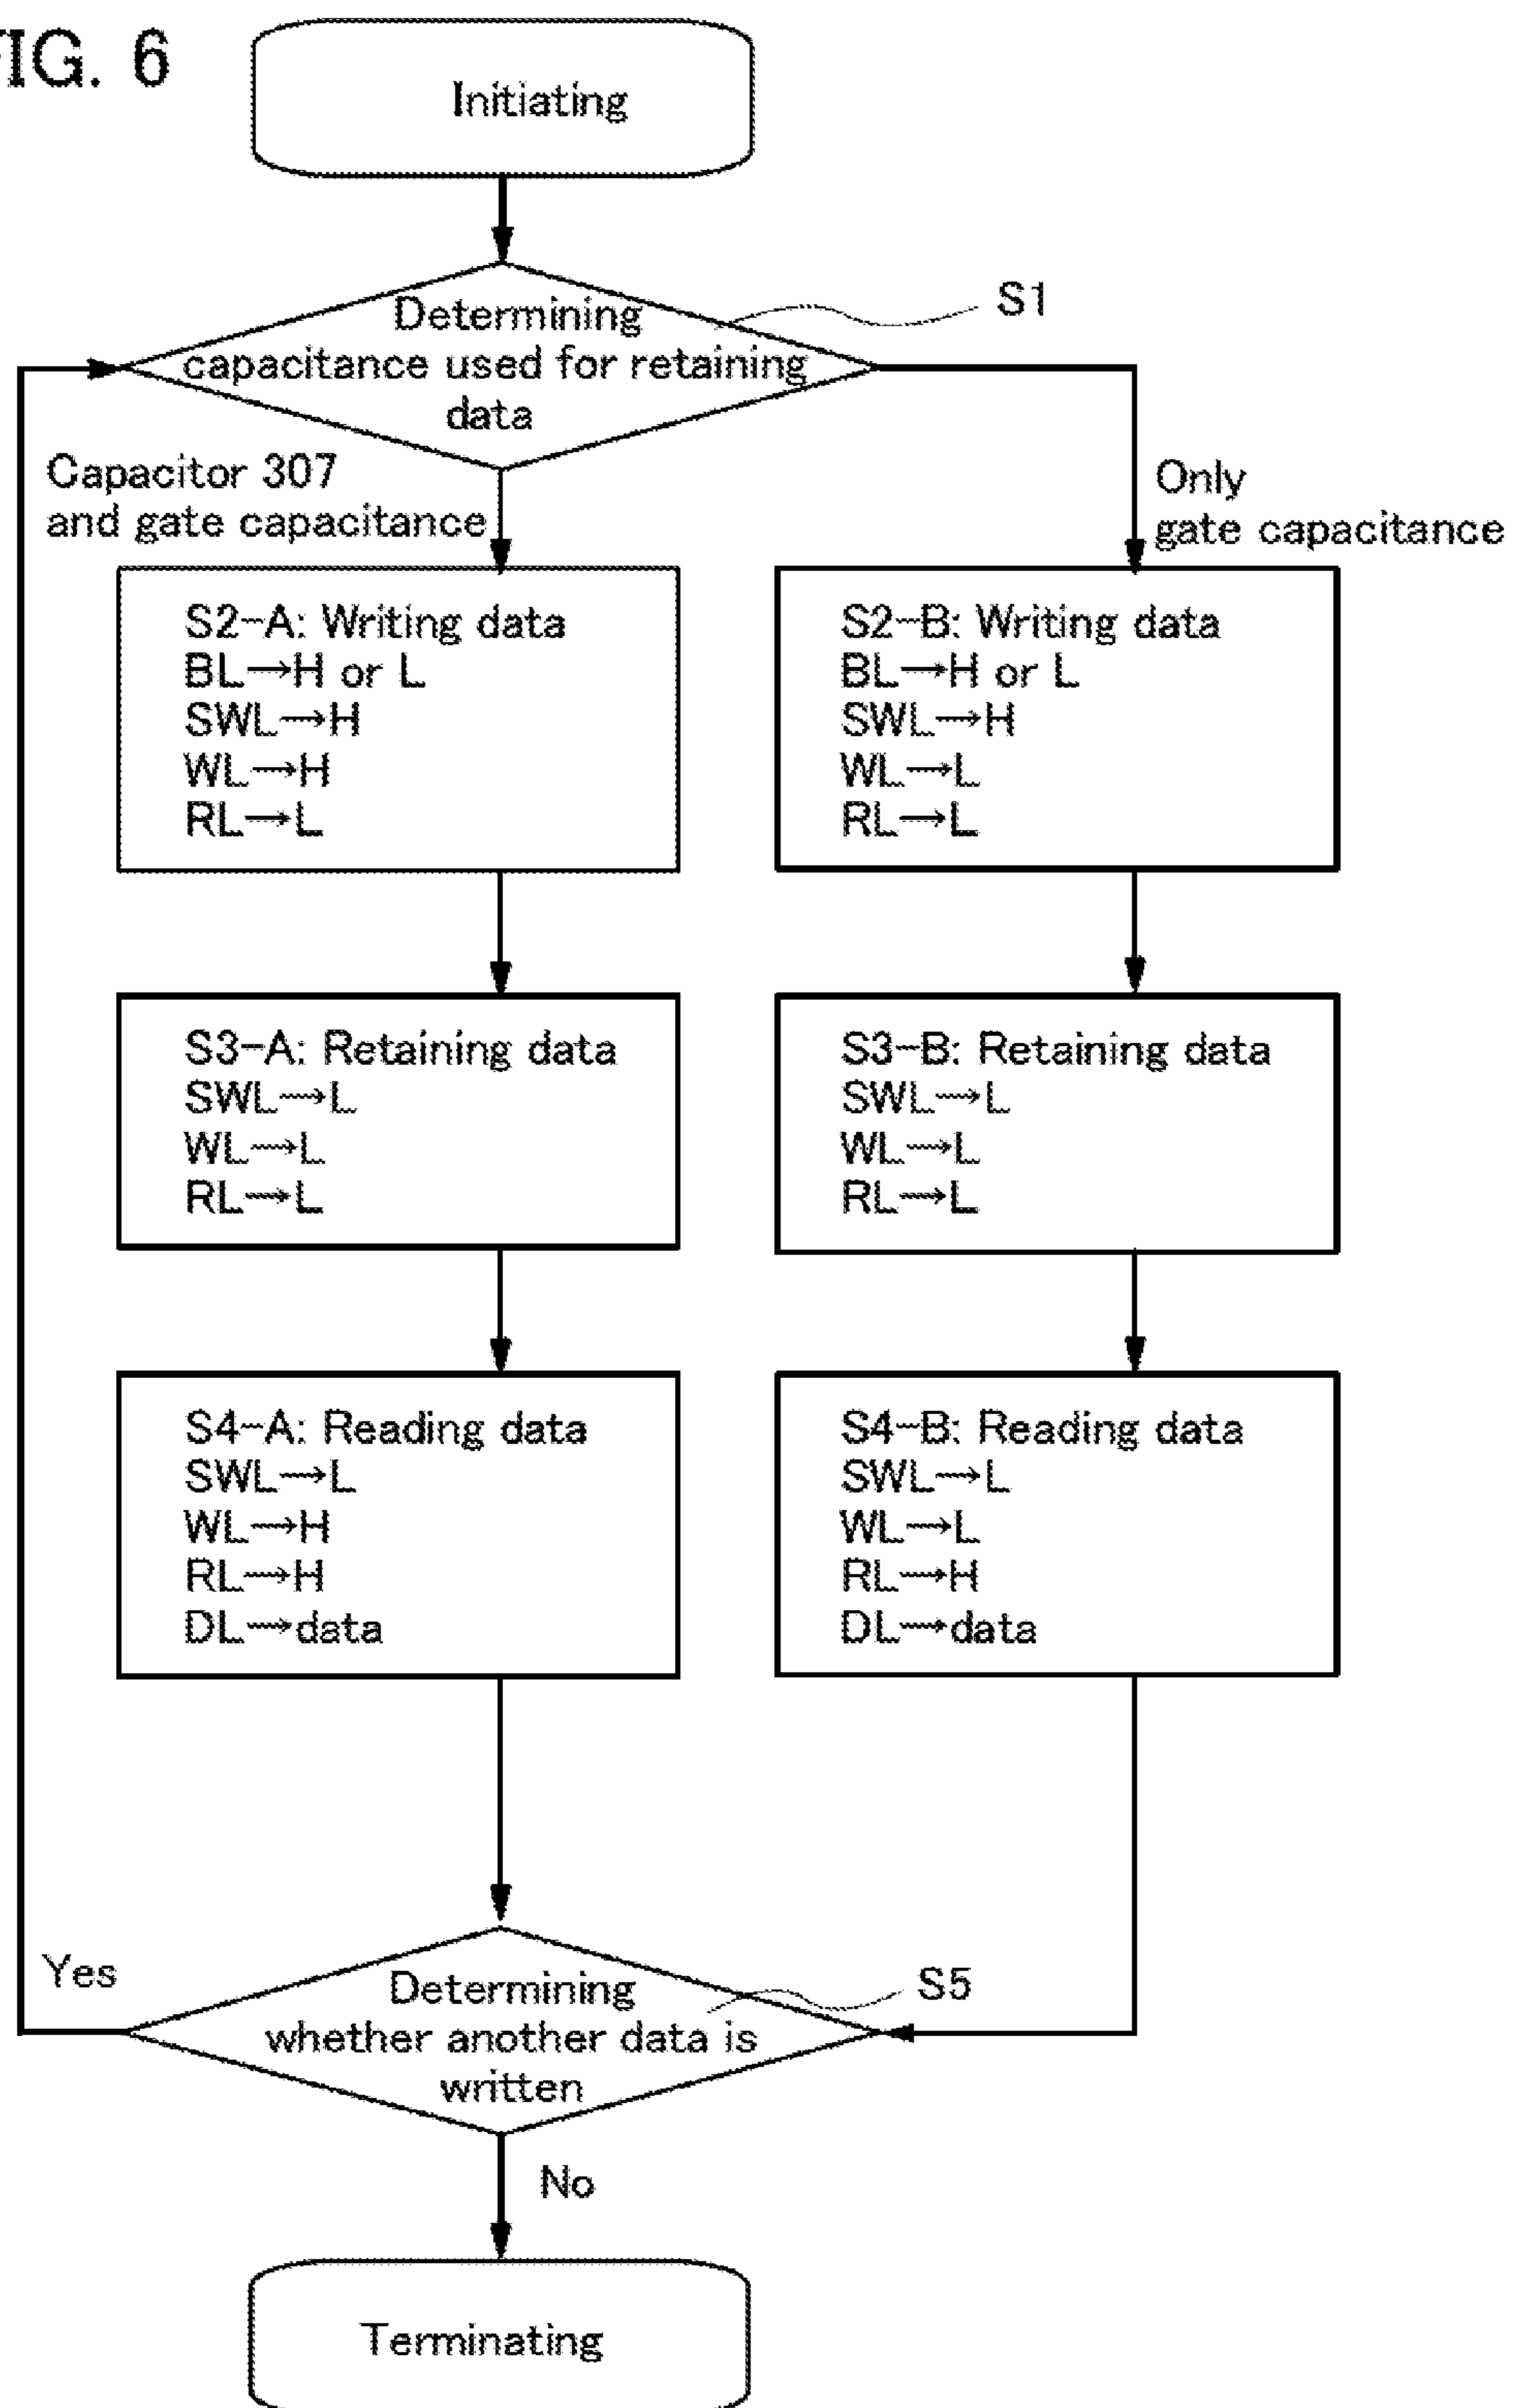 FIG. 6
Initiating
Determining
capacitance used for retaining
data
S1
Capacitor 307
and gate capacitance
Only
gate capacitance
S2-A: Writing data
BL→H or L
SWL→H
WL→H
RL→L
S2-B: Writing data
BL→H or L
SWL→H
WL→L
RL→L
S3-A: Retaining data
SWL→L
WL→L
RL→L
S3-B: Retaining data
SWL→L
WL→L
RL→L
S4-A: Reading data
SWL→L
WL→H
RL→H
DL→data
S4-B: Reading data
SWL→L
WL→L
RL→H
DL→data
Yes
Determining
whether another data is
written
S5
No
Terminating